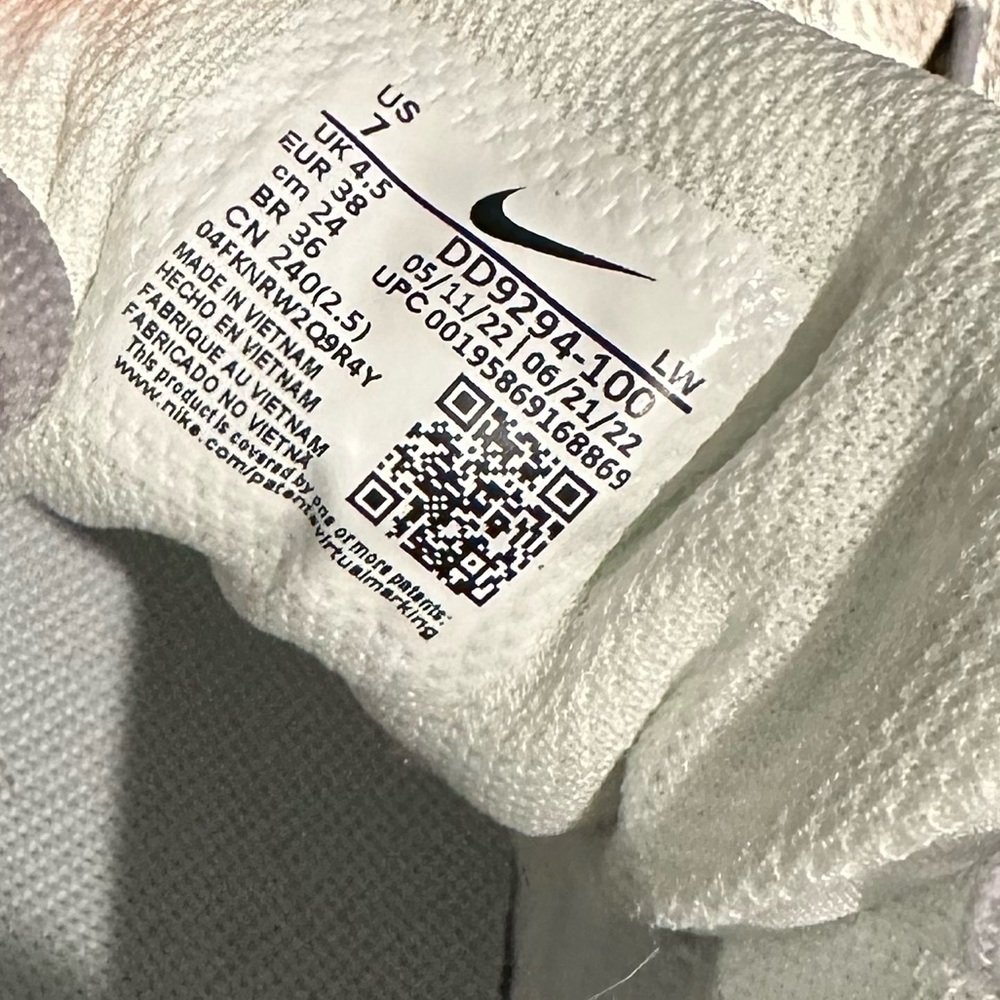 US
7
UK 4.5
EUR 38
cm 24
BR 36
CN 240(2.5)
04FKNRW2Q9R4Y
MADE IN VIETNAM
HECHO EN VIETNAM
FABRIQUE AU VIETNAM
FABRICADO NO VIETNÃ
This product is covered by one or more patents:
www.nike.com/patents-virtualmarking
LW
DD9294-100
05/11/22 | 06/21/22
UPC 00195869168869